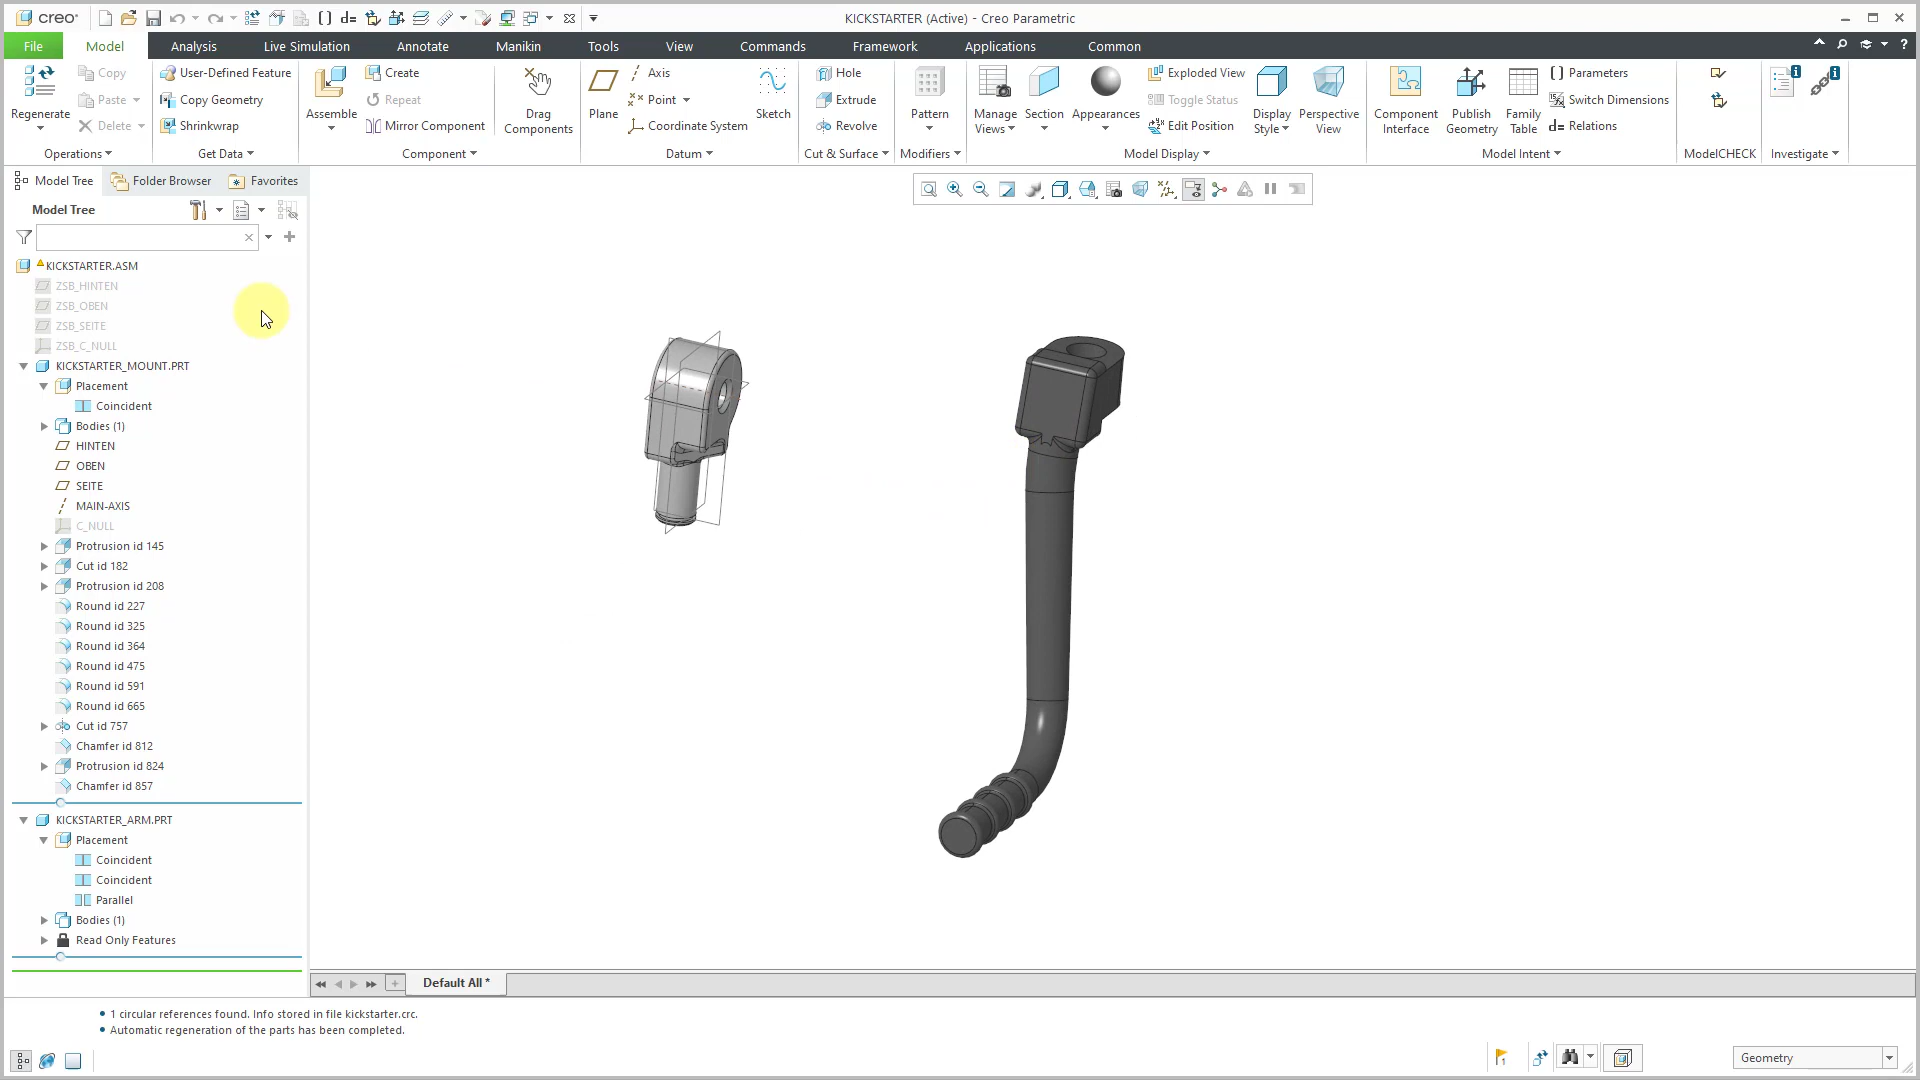 creo
KICKSTARTER (Active) - Creo Parametric
File
Model
Analysis
Live Simulation
Annotate
Manikin
Tools
View
Commands
Framework
Applications
Common
Regenerate
Copy
Paste
Delete
Operations
User-Defined Feature
Copy Geometry
Shrinkwrap
Get Data
Assemble
Create
Repeat
Mirror Component
Component
Drag
Components
Plane
Axis
Point
Coordinate System
Sketch
Datum
Hole
Extrude
Revolve
Cut & Surface
Pattern
Modifiers
Manage
Views
Section
Appearances
Exploded View
Toggle Status
Edit Position
Display
Style
Perspective
View
Model Display
Component
Interface
Publish
Geometry
Family
Table
Parameters
Switch Dimensions
d= Relations
Model Intent
ModelCHECK
Investigate
Model Tree
Folder Browser
Favorites
Model Tree
KICKSTARTER.ASM
ZSB_HINTEN
ZSB_OBEN
ZSB_SEITE
ZSB_C_NULL
KICKSTARTER_MOUNT.PRT
Placement
Coincident
Bodies (1)
HINTEN
OBEN
SEITE
MAIN-AXIS
C_NULL
Protrusion id 145
Cut id 182
Protrusion id 208
Round id 227
Round id 325
Round id 364
Round id 475
Round id 591
Round id 665
Cut id 757
Chamfer id 812
Protrusion id 824
Chamfer id 857
KICKSTARTER_ARM.PRT
Placement
Coincident
Coincident
Parallel
Bodies (1)
Read Only Features
Default All *
1 circular references found. Info stored in file kickstarter.crc.
Automatic regeneration of the parts has been completed.
Geometry